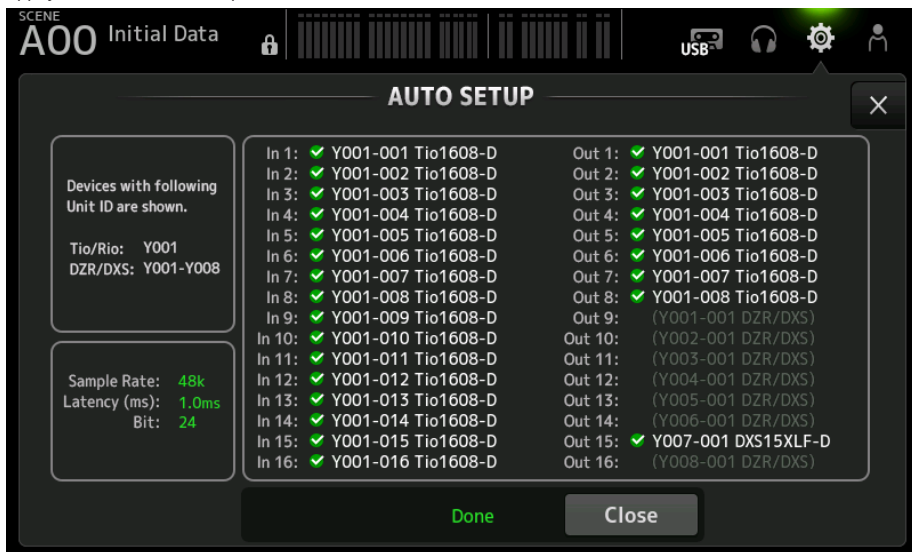 SCENE
A00 Initial Data
USB
AUTO SETUP
Devices with following
Unit ID are shown.
Tio/Rio: Y001
DZR/DXS: Y001-Y008
Sample Rate: 48k
Latency (ms): 1.0ms
Bit: 24
In 1: Y001-001 Tio1608-D
In 2: Y001-002 Tio1608-D
In 3: Y001-003 Tio1608-D
In 4: Y001-004 Tio1608-D
In 5: Y001-005 Tio1608-D
In 6: Y001-006 Tio1608-D
In 7: Y001-007 Tio1608-D
In 8: Y001-008 Tio1608-D
In 9: Y001-009 Tio1608-D
In 10: Y001-010 Tio1608-D
In 11: Y001-011 Tio1608-D
In 12: Y001-012 Tio1608-D
In 13: Y001-013 Tio1608-D
In 14: Y001-014 Tio1608-D
In 15: Y001-015 Tio1608-D
In 16: Y001-016 Tio1608-D
Out 1: Y001-001 Tio1608-D
Out 2: Y001-002 Tio1608-D
Out 3: Y001-003 Tio1608-D
Out 4: Y001-004 Tio1608-D
Out 5: Y001-005 Tio1608-D
Out 6: Y001-006 Tio1608-D
Out 7: Y001-007 Tio1608-D
Out 8: Y001-008 Tio1608-D
Out 9: (Y001-001 DZR/DXS)
Out 10: (Y002-001 DZR/DXS)
Out 11: (Y003-001 DZR/DXS)
Out 12: (Y004-001 DZR/DXS)
Out 13: (Y005-001 DZR/DXS)
Out 14: (Y006-001 DZR/DXS)
Out 15: Y007-001 DXS15XLF-D
Out 16: (Y008-001 DZR/DXS)
Done
Close